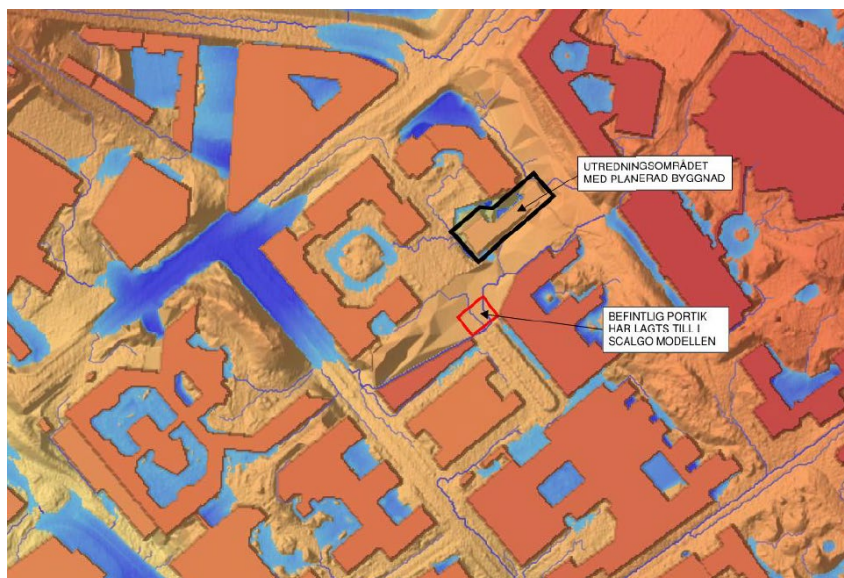 UTREDNINGSOMRÅDET
MED PLANERAD BYGGNAD
BEFINTLIG PORTIK
HAR LAGTS TILL I
SCALGO MODELLEN